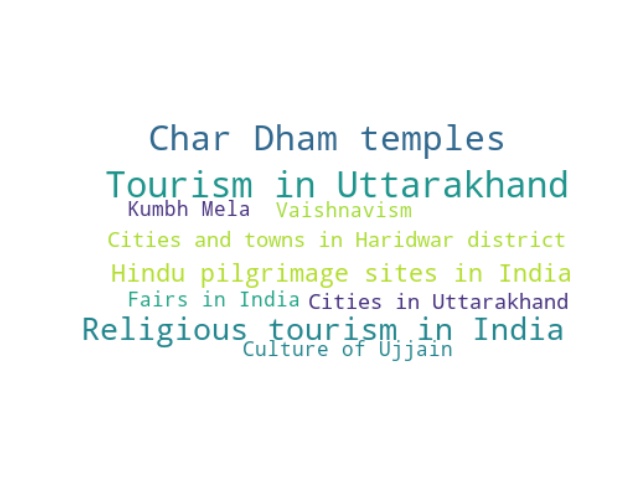 Char Dham temples
Tourism in Uttarakhand
Kumbh Mela Vaishnavism
Cities and towns in Haridwar district
Hindu pilgrimage sites in India
Fairs in India Cities in Uttarakhand
Religious tourism in India
Culture of Ujjain